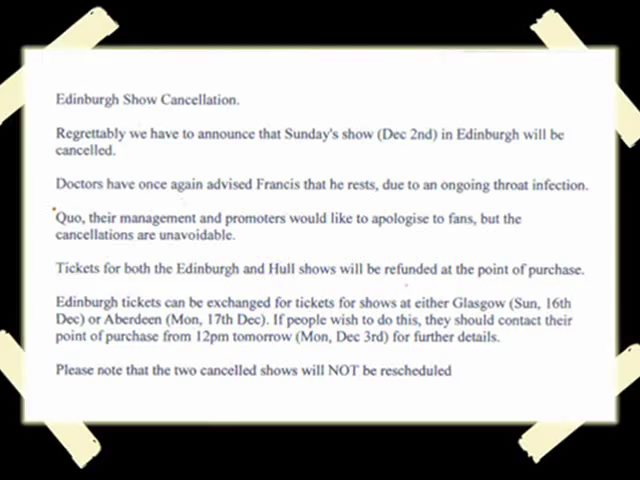 Edinburgh Show Cancellation.
Regrettably we have to announce that Sunday's show (Dec 2nd) in Edinburgh will be
cancelled.
Doctors have once again advised Francis that he rests, due to an ongoing throat infection.
Quo, their management and promoters would like to apologise to fans, but the
cancellations are unavoidable.
Tickets for both the Edinburgh and Hull shows will be refunded at the point of purchase.
Edinburgh tickets can be exchanged for tickets for shows at either Glasgow (Sun, 16th
Dec) or Aberdeen (Mon, 17th Dec). If people wish to do this, they should contact their
point of purchase from 12pm tomorrow (Mon, Dec 3rd) for further details.
Please note that the two cancelled shows will NOT be rescheduled